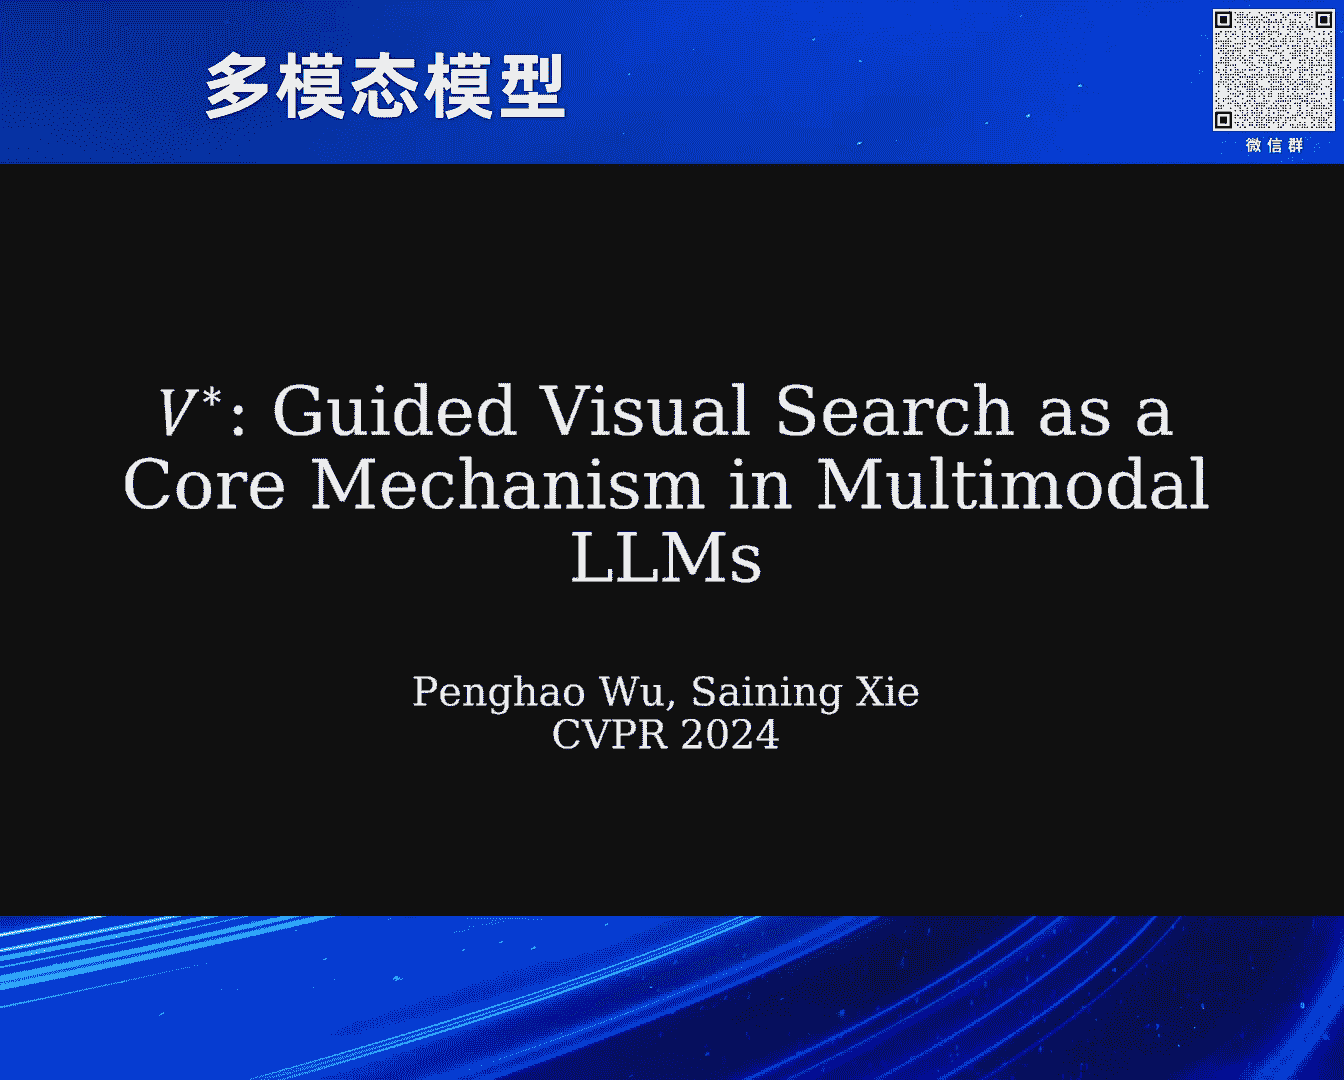 多模态模型
微信群
V*: Guided Visual Search as a
Core Mechanism in Multimodal
LLMs
Penghao Wu, Saining Xie
CVPR 2024